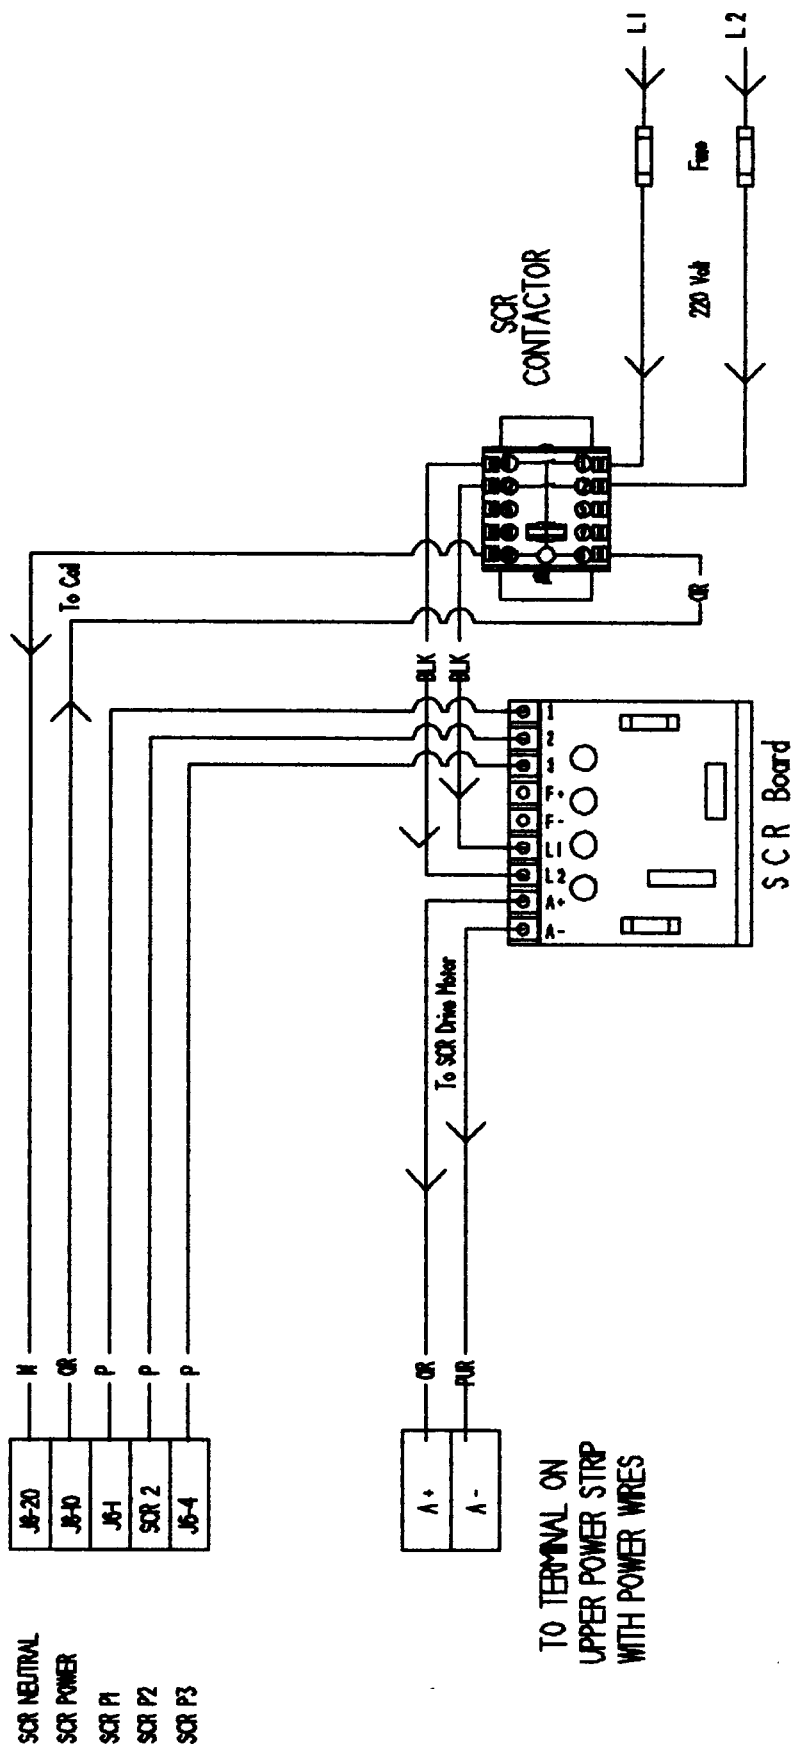 SCR NEUTRAL
SCR POWER
SCR P1
SCR P2
SCR P3
J6-20
J6-10
J6-1
SCR 2
J6-4
W
OR
P
P
P
To Coil
TO TERMINAL ON
UPPER POWER STRIP
WITH POWER WIRES
A +
A -
OR
PUR
To SCR Drive Motor
BLK
BLK
OR
1
2
3
F+
F-
L1
L2
A+
A-
SCR Board
SCR
CONTACTOR
220 Volt
Fuse
L1
L2